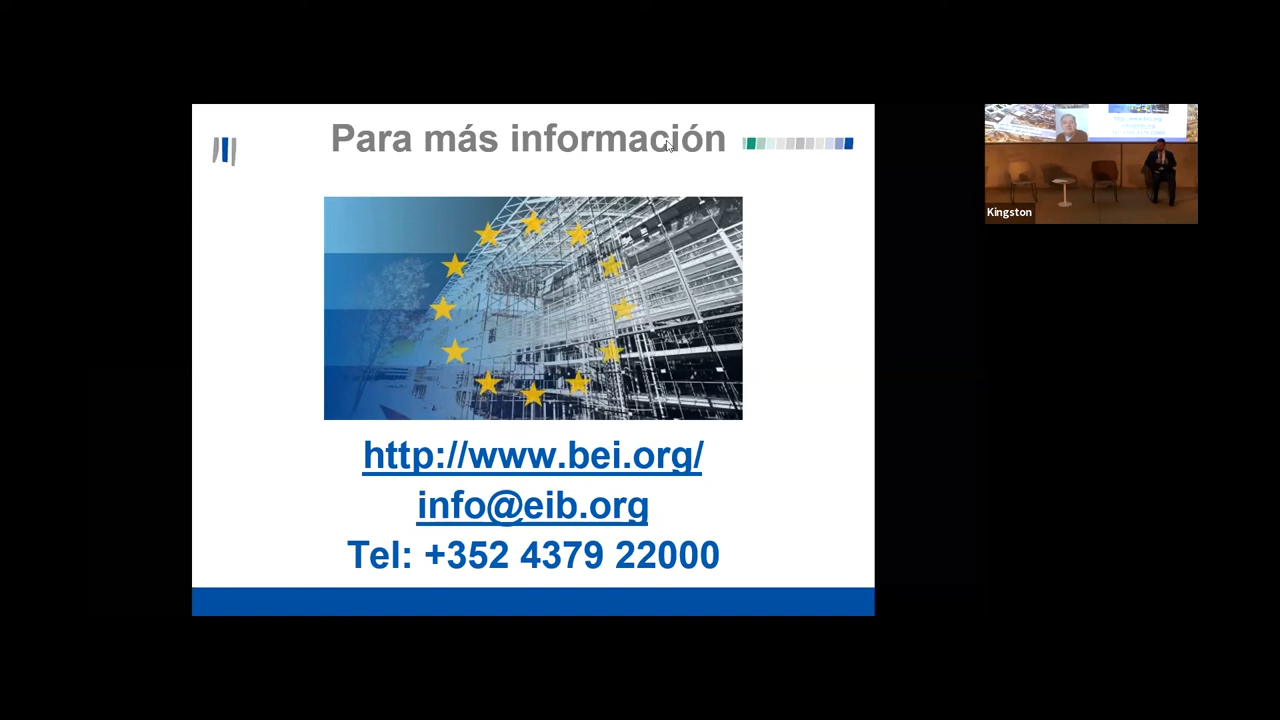 Para más información
http://www.bei.org/
info@eib.org
Tel: +352 4379 22000
Kingston